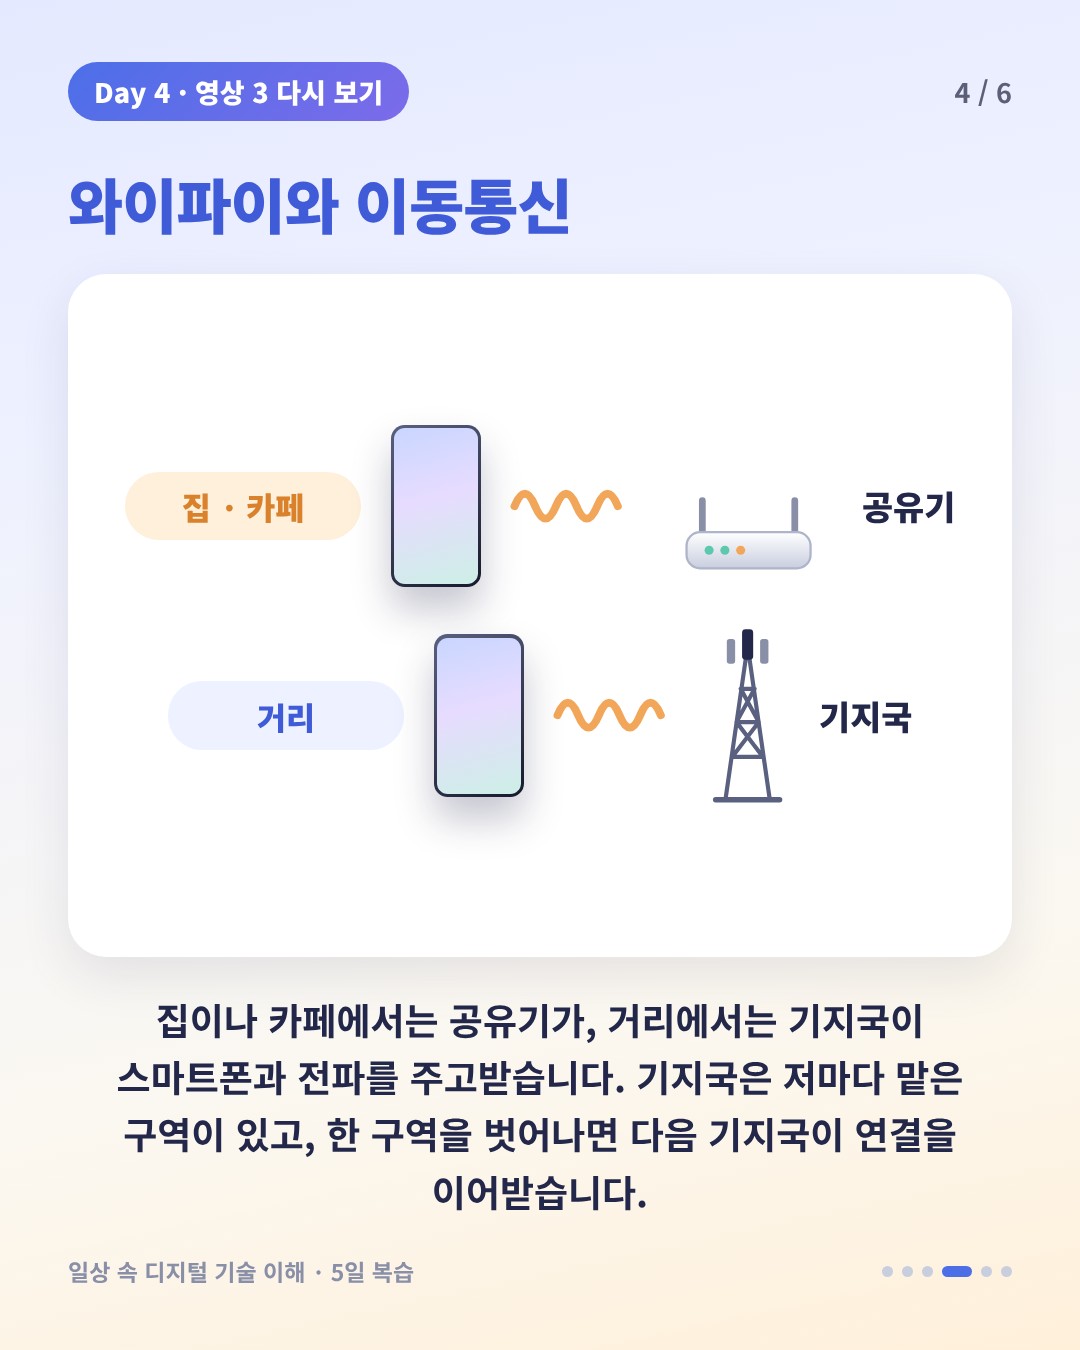 Day 4 · 영상 3 다시 보기
4 / 6
와이파이와 이동통신
집 · 카페
공유기
거리
기지국
집이나 카페에서는 공유기가, 거리에서는 기지국이
스마트폰과 전파를 주고받습니다. 기지국은 저마다 맡은
구역이 있고, 한 구역을 벗어나면 다음 기지국이 연결을
이어받습니다.
일상 속 디지털 기술 이해 · 5일 복습